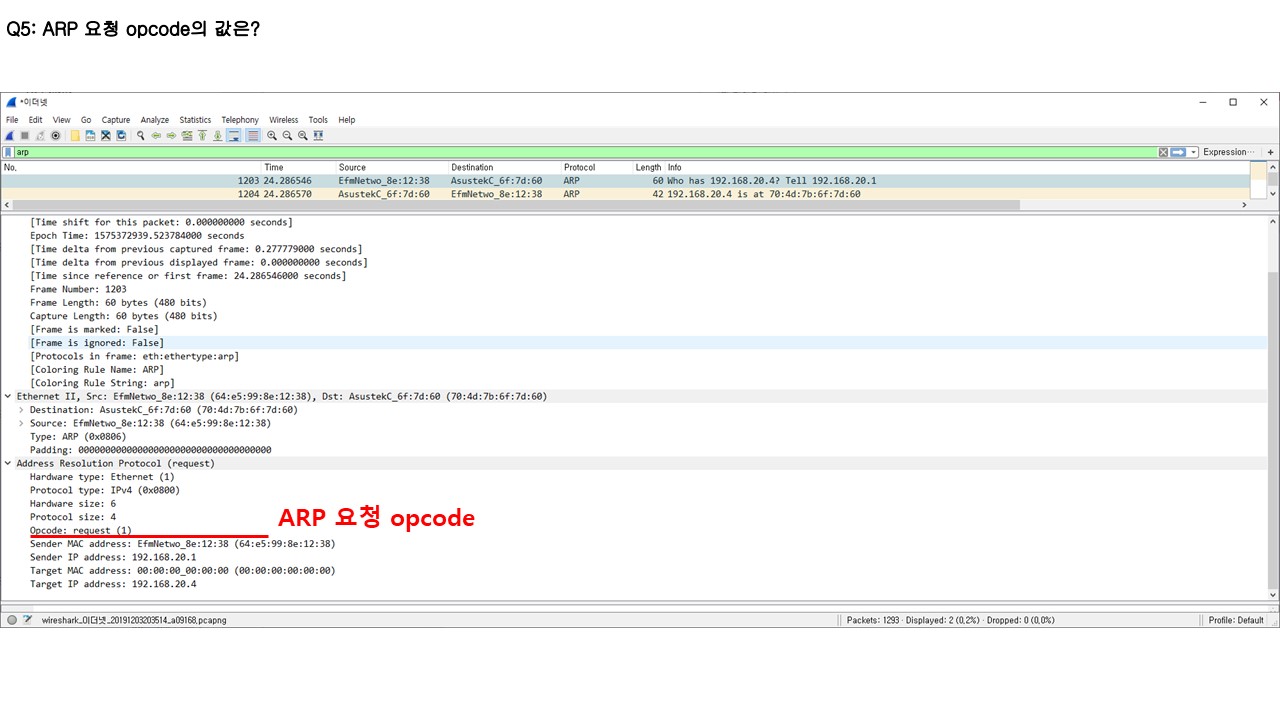 Q5: ARP 요청 opcode의 값은?
*이더넷
File Edit View Go Capture Analyze Statistics Telephony Wireless Tools Help
arp
Expression… +
No. Time Source Destination Protocol Length Info
1203 24.286546 EfmNetwo_8e:12:38 AsustekC_6f:7d:60 ARP 60 Who has 192.168.20.4? Tell 192.168.20.1
1204 24.286570 AsustekC_6f:7d:60 EfmNetwo_8e:12:38 ARP 42 192.168.20.4 is at 70:4d:7b:6f:7d:60
[Time shift for this packet: 0.000000000 seconds]
Epoch Time: 1575372939.523784000 seconds
[Time delta from previous captured frame: 0.277779000 seconds]
[Time delta from previous displayed frame: 0.000000000 seconds]
[Time since reference or first frame: 24.286546000 seconds]
Frame Number: 1203
Frame Length: 60 bytes (480 bits)
Capture Length: 60 bytes (480 bits)
[Frame is marked: False]
[Frame is ignored: False]
[Protocols in frame: eth:ethertype:arp]
[Coloring Rule Name: ARP]
[Coloring Rule String: arp]
Ethernet II, Src: EfmNetwo_8e:12:38 (64:e5:99:8e:12:38), Dst: AsustekC_6f:7d:60 (70:4d:7b:6f:7d:60)
Destination: AsustekC_6f:7d:60 (70:4d:7b:6f:7d:60)
Source: EfmNetwo_8e:12:38 (64:e5:99:8e:12:38)
Type: ARP (0x0806)
Padding: 000000000000000000000000000000000000
Address Resolution Protocol (request)
Hardware type: Ethernet (1)
Protocol type: IPv4 (0x0800)
Hardware size: 6
Protocol size: 4
Opcode: request (1)
ARP 요청 opcode
Sender MAC address: EfmNetwo_8e:12:38 (64:e5:99:8e:12:38)
Sender IP address: 192.168.20.1
Target MAC address: 00:00:00_00:00:00 (00:00:00:00:00:00)
Target IP address: 192.168.20.4
wireshark_이더넷_20191203203514_a09168.pcapng
Packets: 1293 · Displayed: 2 (0.2%) · Dropped: 0 (0.0%)
Profile: Default